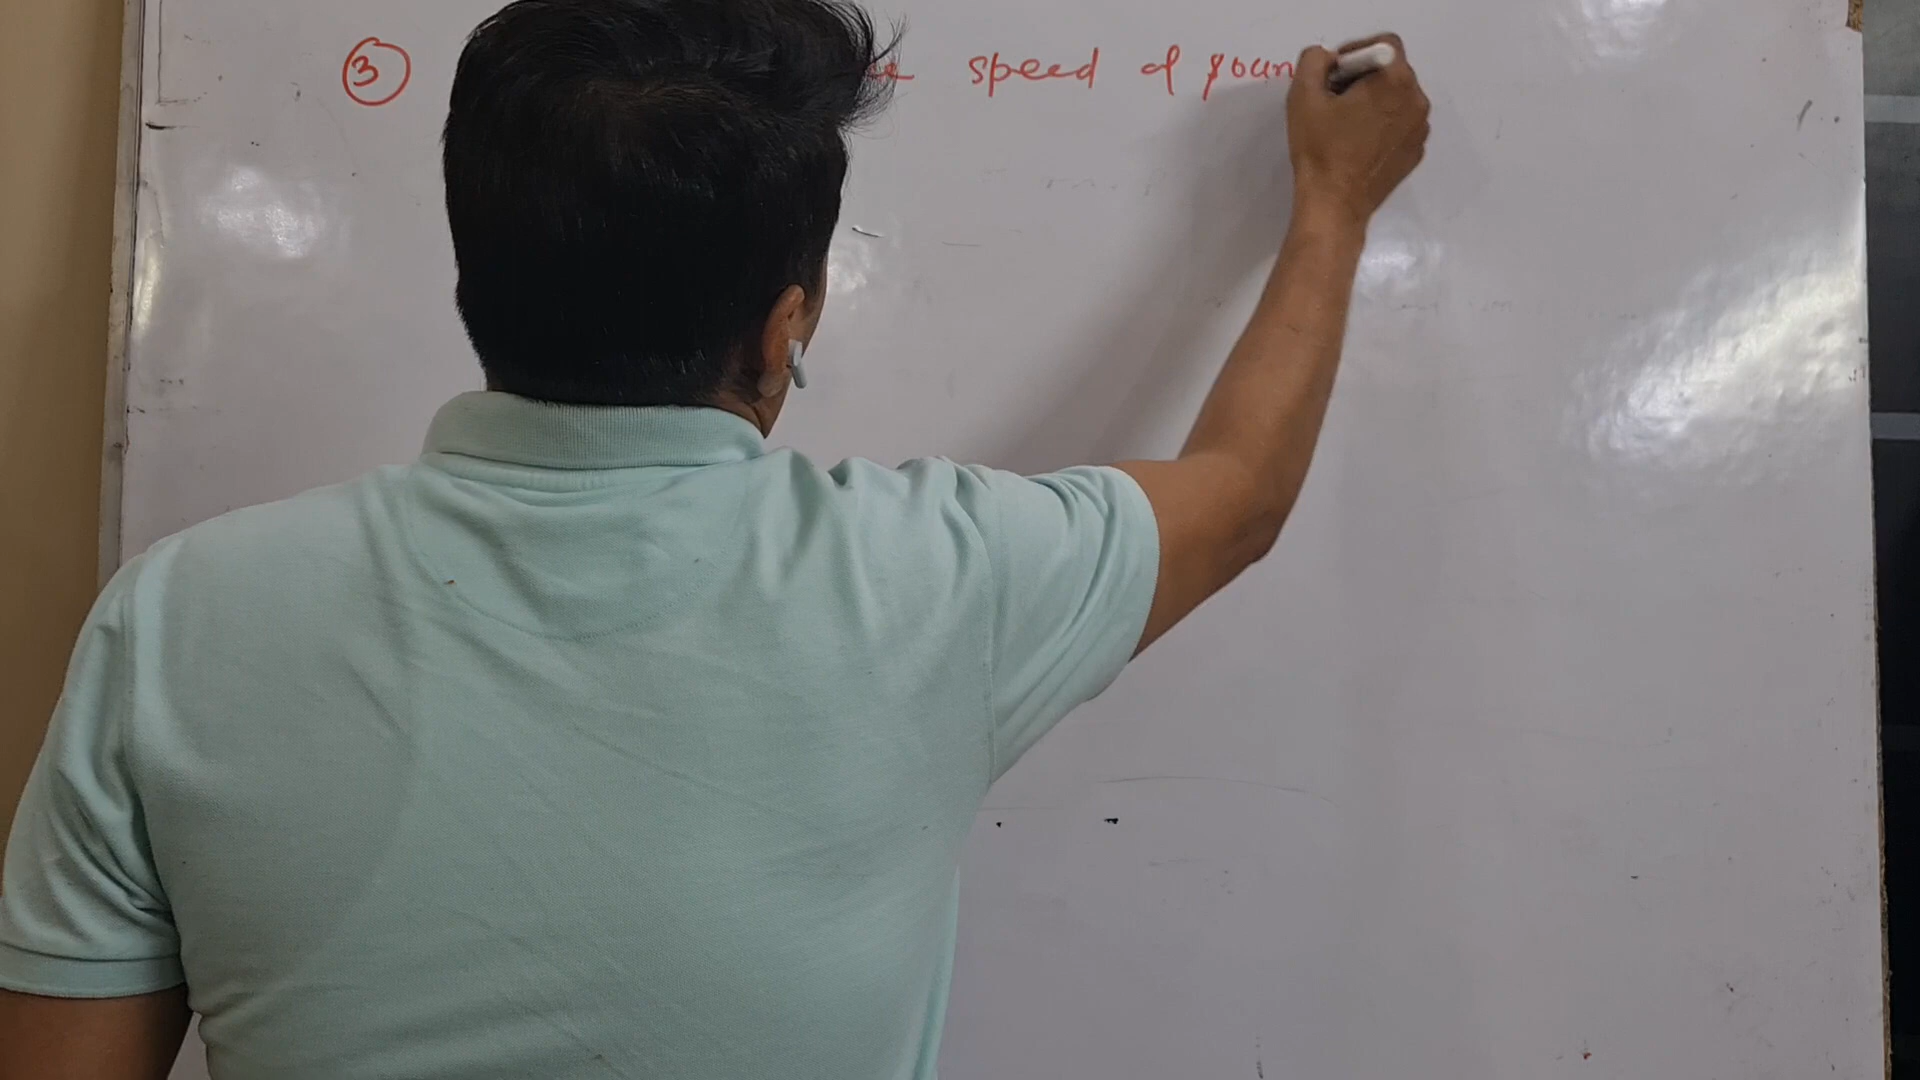 ③ speed of soun